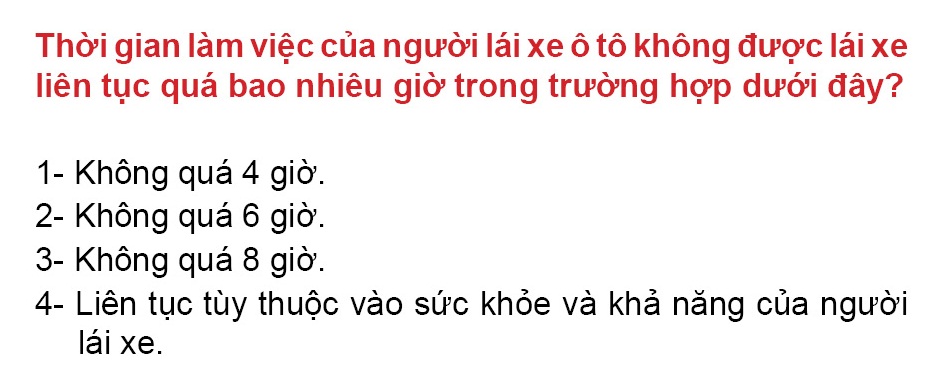 Thời gian làm việc của người lái xe ô tô không được lái xe
liên tục quá bao nhiêu giờ trong trường hợp dưới đây?
1- Không quá 4 giờ.
2- Không quá 6 giờ.
3- Không quá 8 giờ.
4- Liên tục tùy thuộc vào sức khỏe và khả năng của người
lái xe.